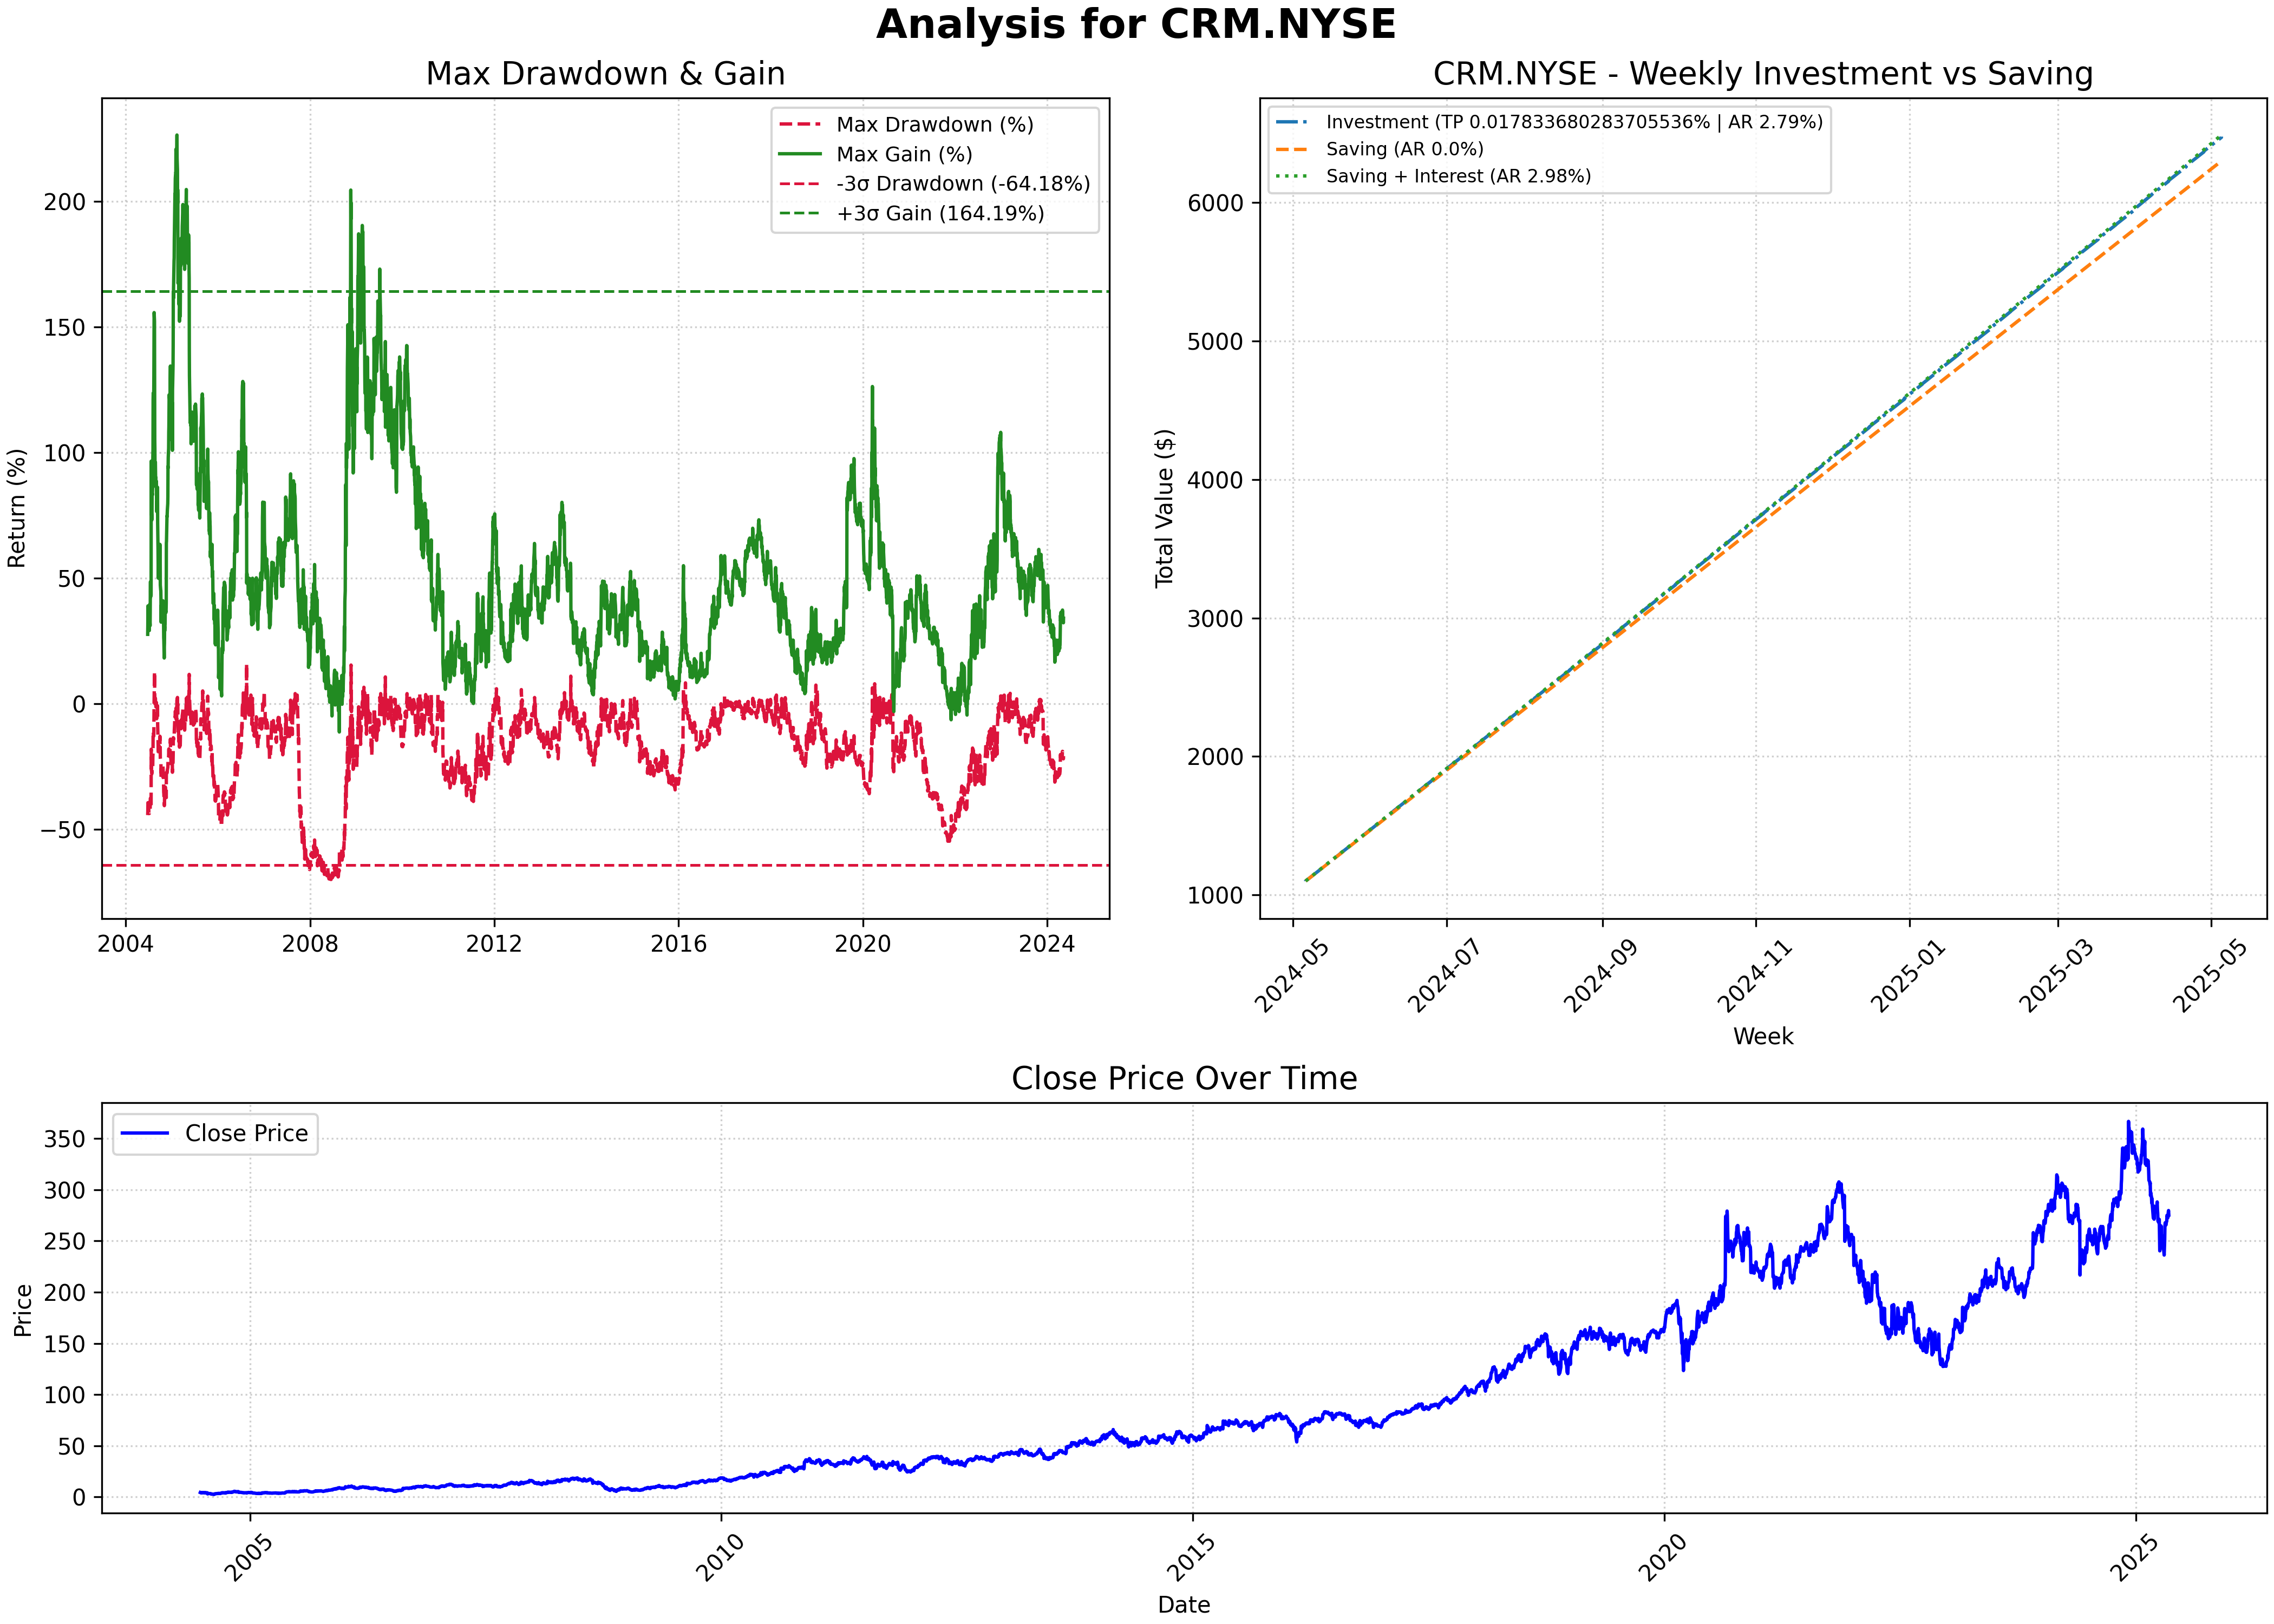 Analysis for CRM.NYSE
Max Drawdown & Gain
Max Drawdown (%)
Max Gain (%)
-3σ Drawdown (-64.18%)
+3σ Gain (164.19%)
Return (%)
200
150
100
50
0
−50
2004
2008
2012
2016
2020
2024
CRM.NYSE - Weekly Investment vs Saving
Investment (TP 0.017833680283705536% | AR 2.79%)
Saving (AR 0.0%)
Saving + Interest (AR 2.98%)
Total Value ($)
6000
5000
4000
3000
2000
1000
2024-05
2024-07
2024-09
2024-11
2025-01
2025-03
2025-05
Week
Close Price Over Time
Close Price
Price
350
300
250
200
150
100
50
0
2005
2010
2015
2020
2025
Date